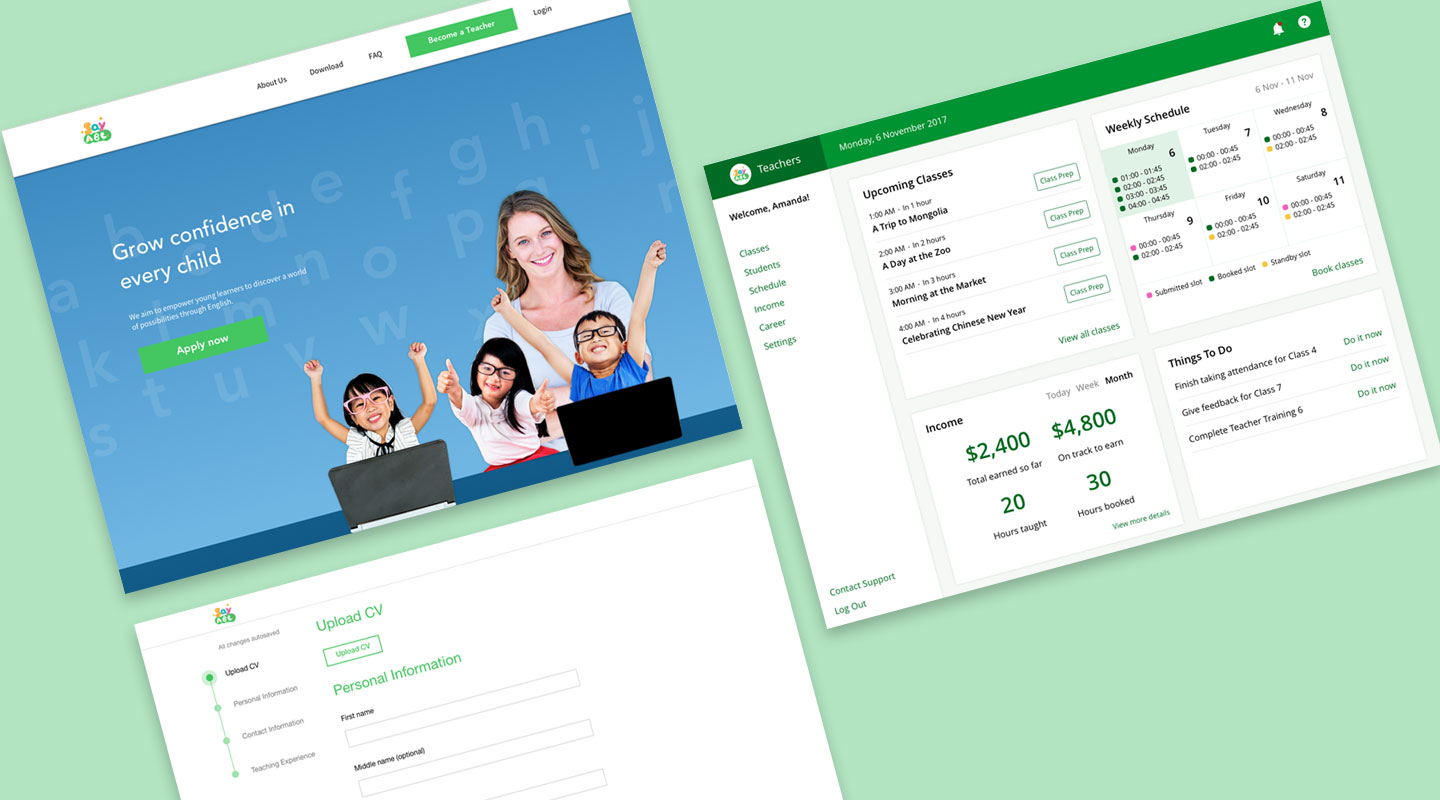 About Us
Download
FAQ
Become a Teacher
Login
Say
ABC
a b c d e f g h i j
k l m n o p q r
s t u v w x
Grow confidence in
every child
We aim to empower young learners to discover a world
of possibilities through English.
Apply now
Say
ABC
All changes autosaved
Upload CV
Personal Information
Contact Information
Teaching Experience
Upload CV
Upload CV
Personal Information
First name
Middle name (optional)
Say
ABC
Teachers
Monday, 6 November 2017
?
Welcome, Amanda!
Classes
Students
Schedule
Income
Career
Settings
Contact Support
Log Out
Upcoming Classes
1:00 AM - In 1 hour
A Trip to Mongolia
Class Prep
2:00 AM - In 2 hours
A Day at the Zoo
Class Prep
3:00 AM - In 3 hours
Morning at the Market
Class Prep
4:00 AM - In 4 hours
Celebrating Chinese New Year
Class Prep
View all classes
Weekly Schedule
6 Nov - 11 Nov
Monday
6
01:00 - 01:45
02:00 - 02:45
03:00 - 03:45
04:00 - 04:45
Tuesday
7
00:00 - 00:45
02:00 - 02:45
Wednesday
8
00:00 - 00:45
02:00 - 02:45
Thursday
9
00:00 - 00:45
02:00 - 02:45
Friday
10
00:00 - 00:45
02:00 - 02:45
Saturday
11
00:00 - 00:45
02:00 - 02:45
Submitted slot
Booked slot
Standby slot
Book classes
Income
Today Week Month
$2,400
Total earned so far
$4,800
On track to earn
20
Hours taught
30
Hours booked
View more details
Things To Do
Finish taking attendance for Class 4
Do it now
Give feedback for Class 7
Do it now
Complete Teacher Training 6
Do it now